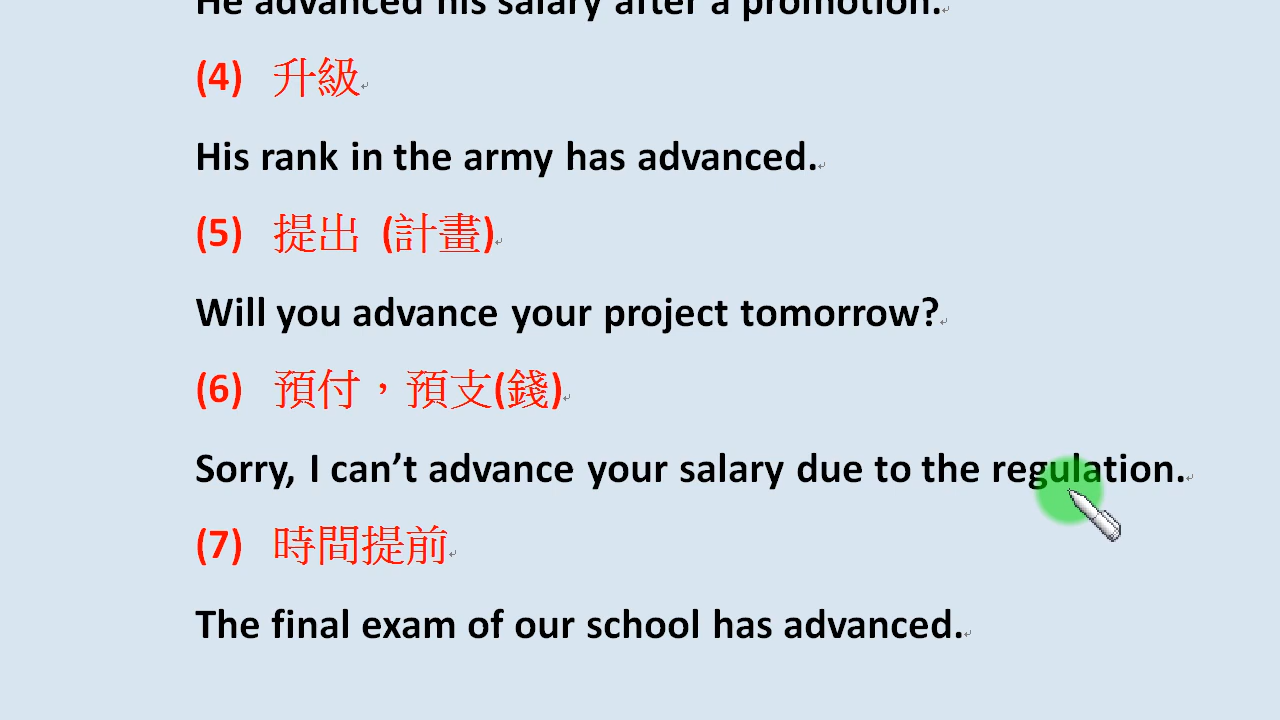 He advanced his salary after a promotion.
(4) 升級
His rank in the army has advanced.
(5) 提出 (計畫)
Will you advance your project tomorrow?
(6) 預付，預支(錢)
Sorry, I can’t advance your salary due to the regulation.
(7) 時間提前
The final exam of our school has advanced.